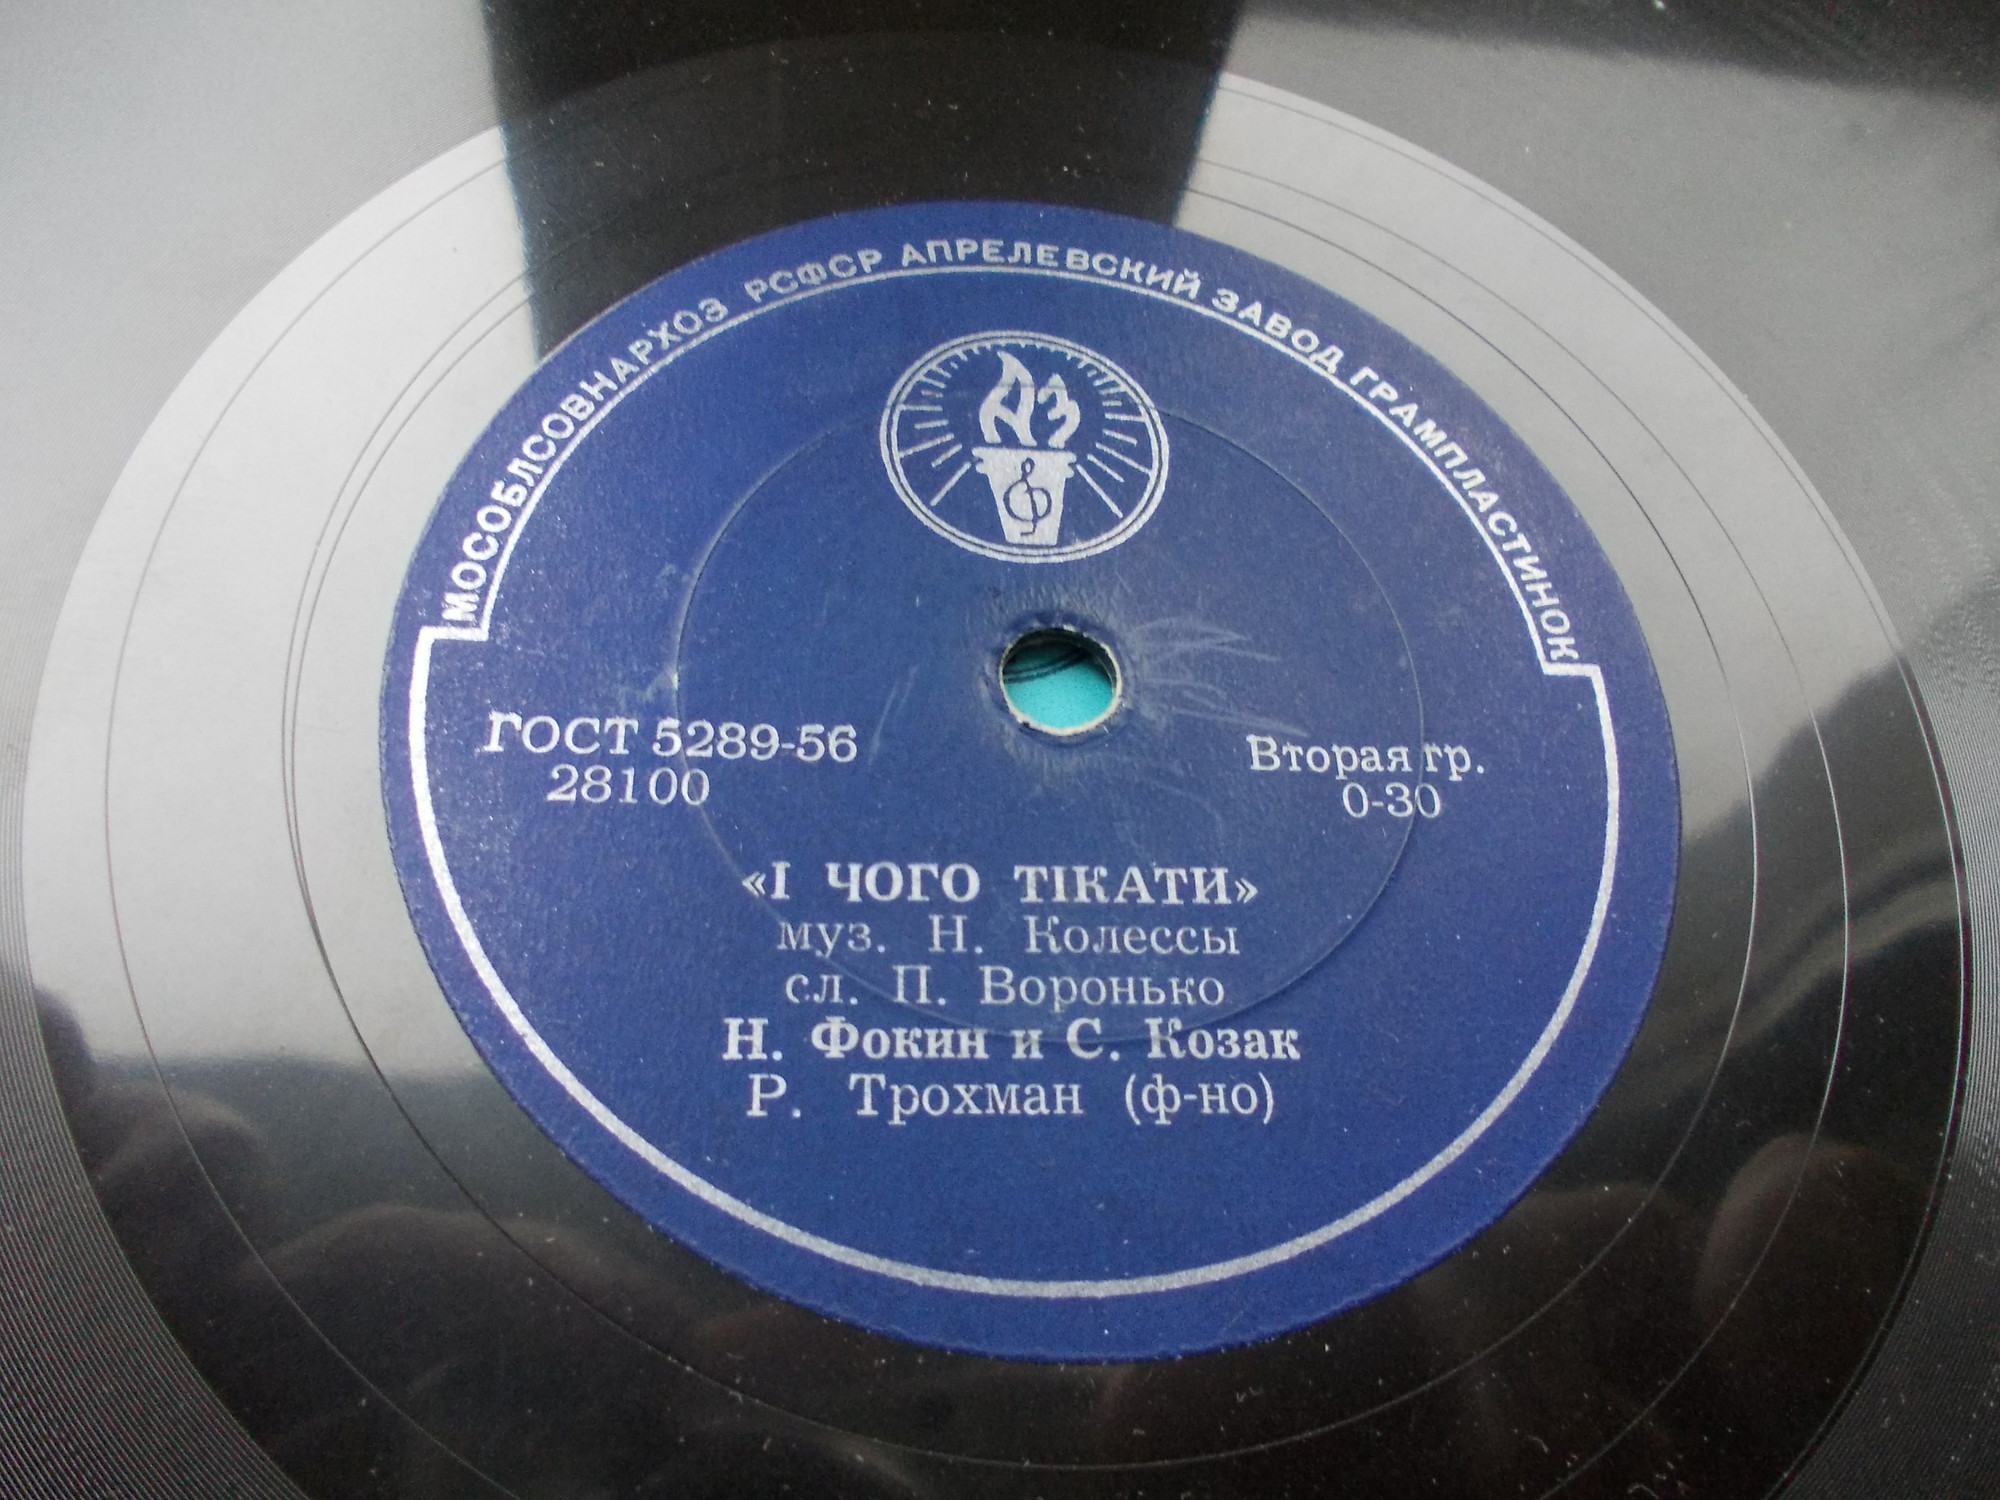 МОСОБЛСОВНАРХОЗ РСФСР АПРЕЛЕВСКИЙ ЗАВОД ГРАМПЛАСТИНОК
АЗ
ГОСТ 5289-56
28100
Вторая гр.
0-30
«І ЧОГО ТІКАТИ»
муз. Н. Колессы
сл. П. Воронько
Н. Фокин и С. Козак
Р. Трохман (ф-но)